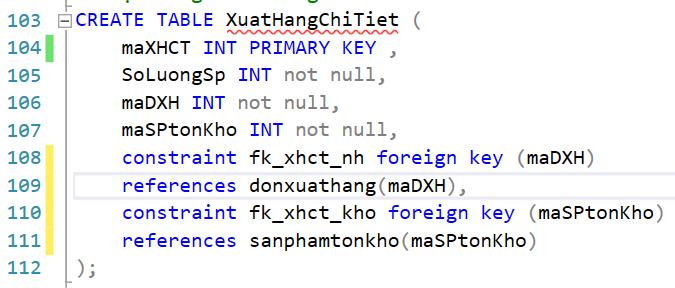 103 CREATE TABLE XuatHangChiTiet (
104 maXHCT INT PRIMARY KEY ,
105 SoLuongSp INT not null,
106 maDXH INT not null,
107 maSPtonKho INT not null,
108 constraint fk_xhct_nh foreign key (maDXH)
109 references donxuathang(maDXH),
110 constraint fk_xhct_kho foreign key (maSPtonKho)
111 references sanphamtonkho(maSPtonKho)
112 );